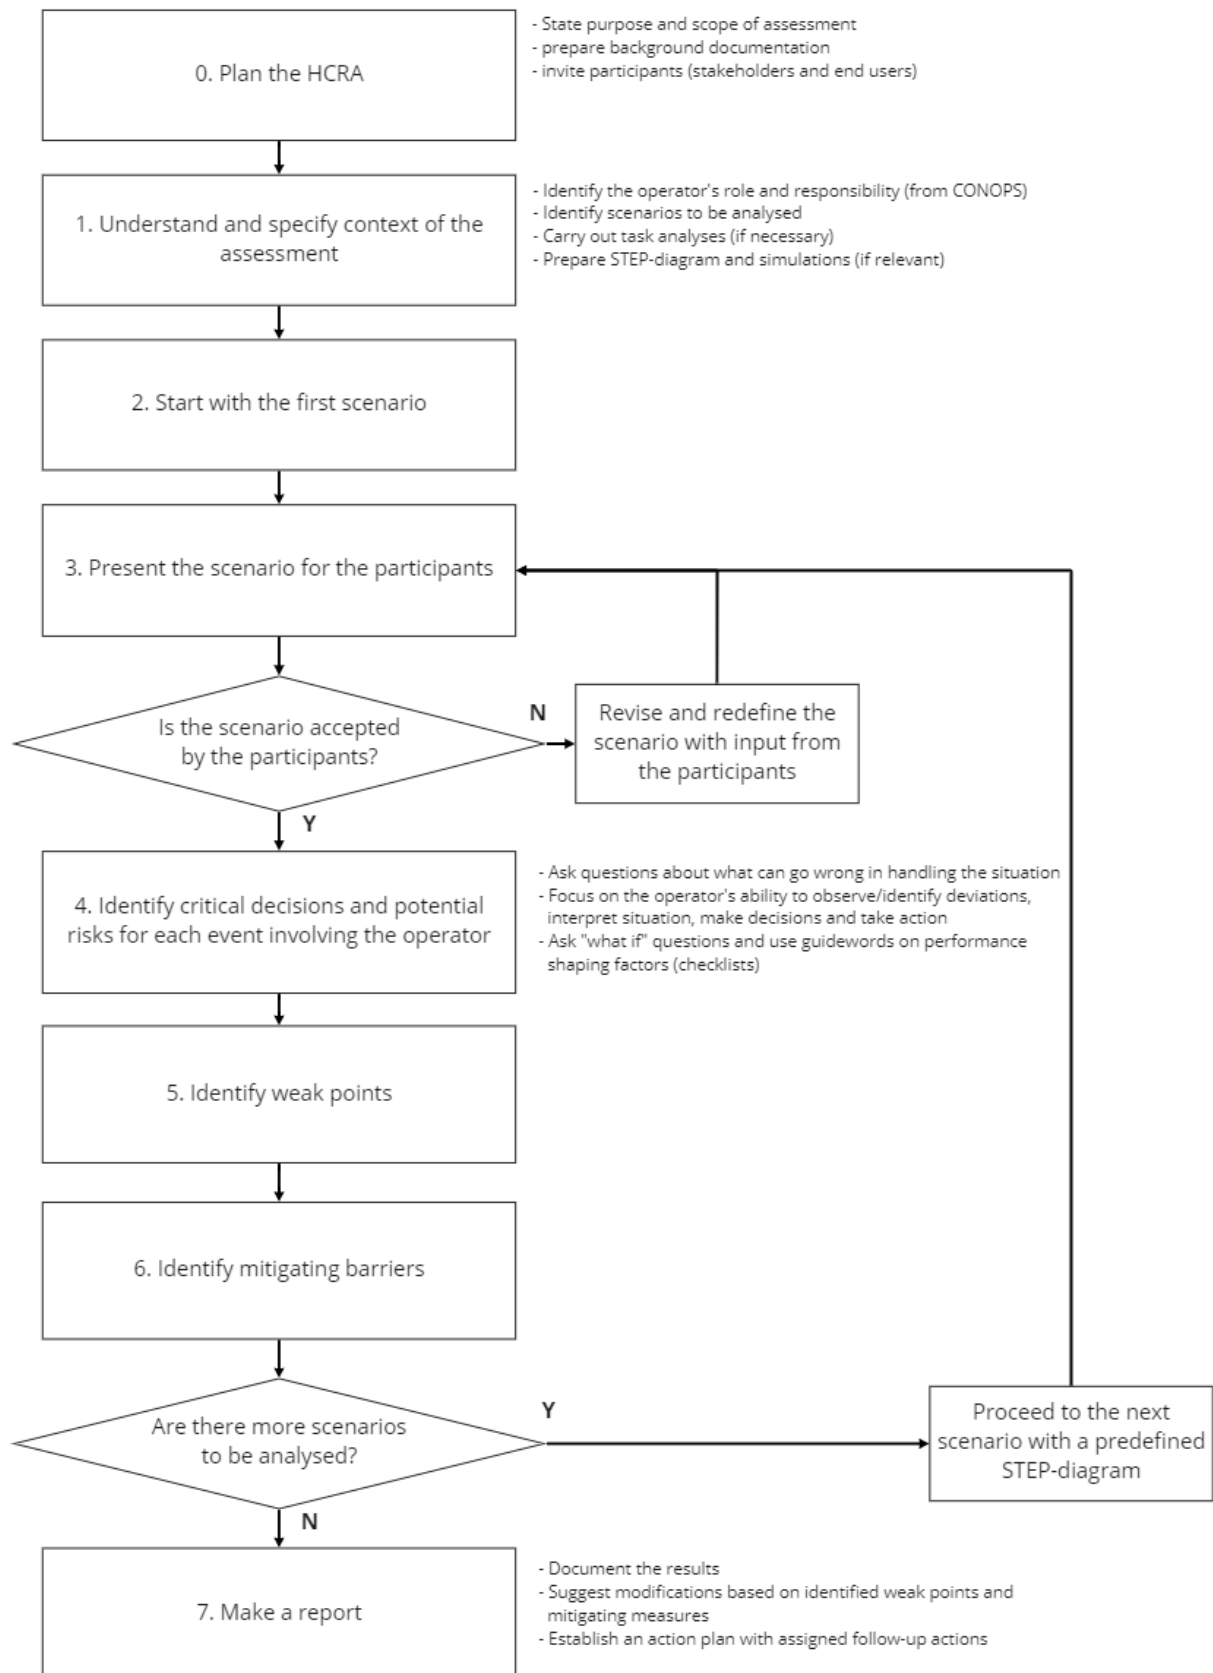 0. Plan the HCRA
- State purpose and scope of assessment
- prepare background documentation
- invite participants (stakeholders and end users)
1. Understand and specify context of the
assessment
- Identify the operator's role and responsibility (from CONOPS)
- Identify scenarios to be analysed
- Carry out task analyses (if necessary)
- Prepare STEP-diagram and simulations (if relevant)
2. Start with the first scenario
3. Present the scenario for the participants
Is the scenario accepted
by the participants?
N
Revise and redefine the
scenario with input from
the participants
Y
4. Identify critical decisions and potential
risks for each event involving the operator
- Ask questions about what can go wrong in handling the situation
- Focus on the operator's ability to observe/identify deviations,
interpret situation, make decisions and take action
- Ask "what if" questions and use guidewords on performance
shaping factors (checklists)
5. Identify weak points
6. Identify mitigating barriers
Are there more scenarios
to be analysed?
Y
Proceed to the next
scenario with a predefined
STEP-diagram
N
7. Make a report
- Document the results
- Suggest modifications based on identified weak points and
mitigating measures
- Establish an action plan with assigned follow-up actions